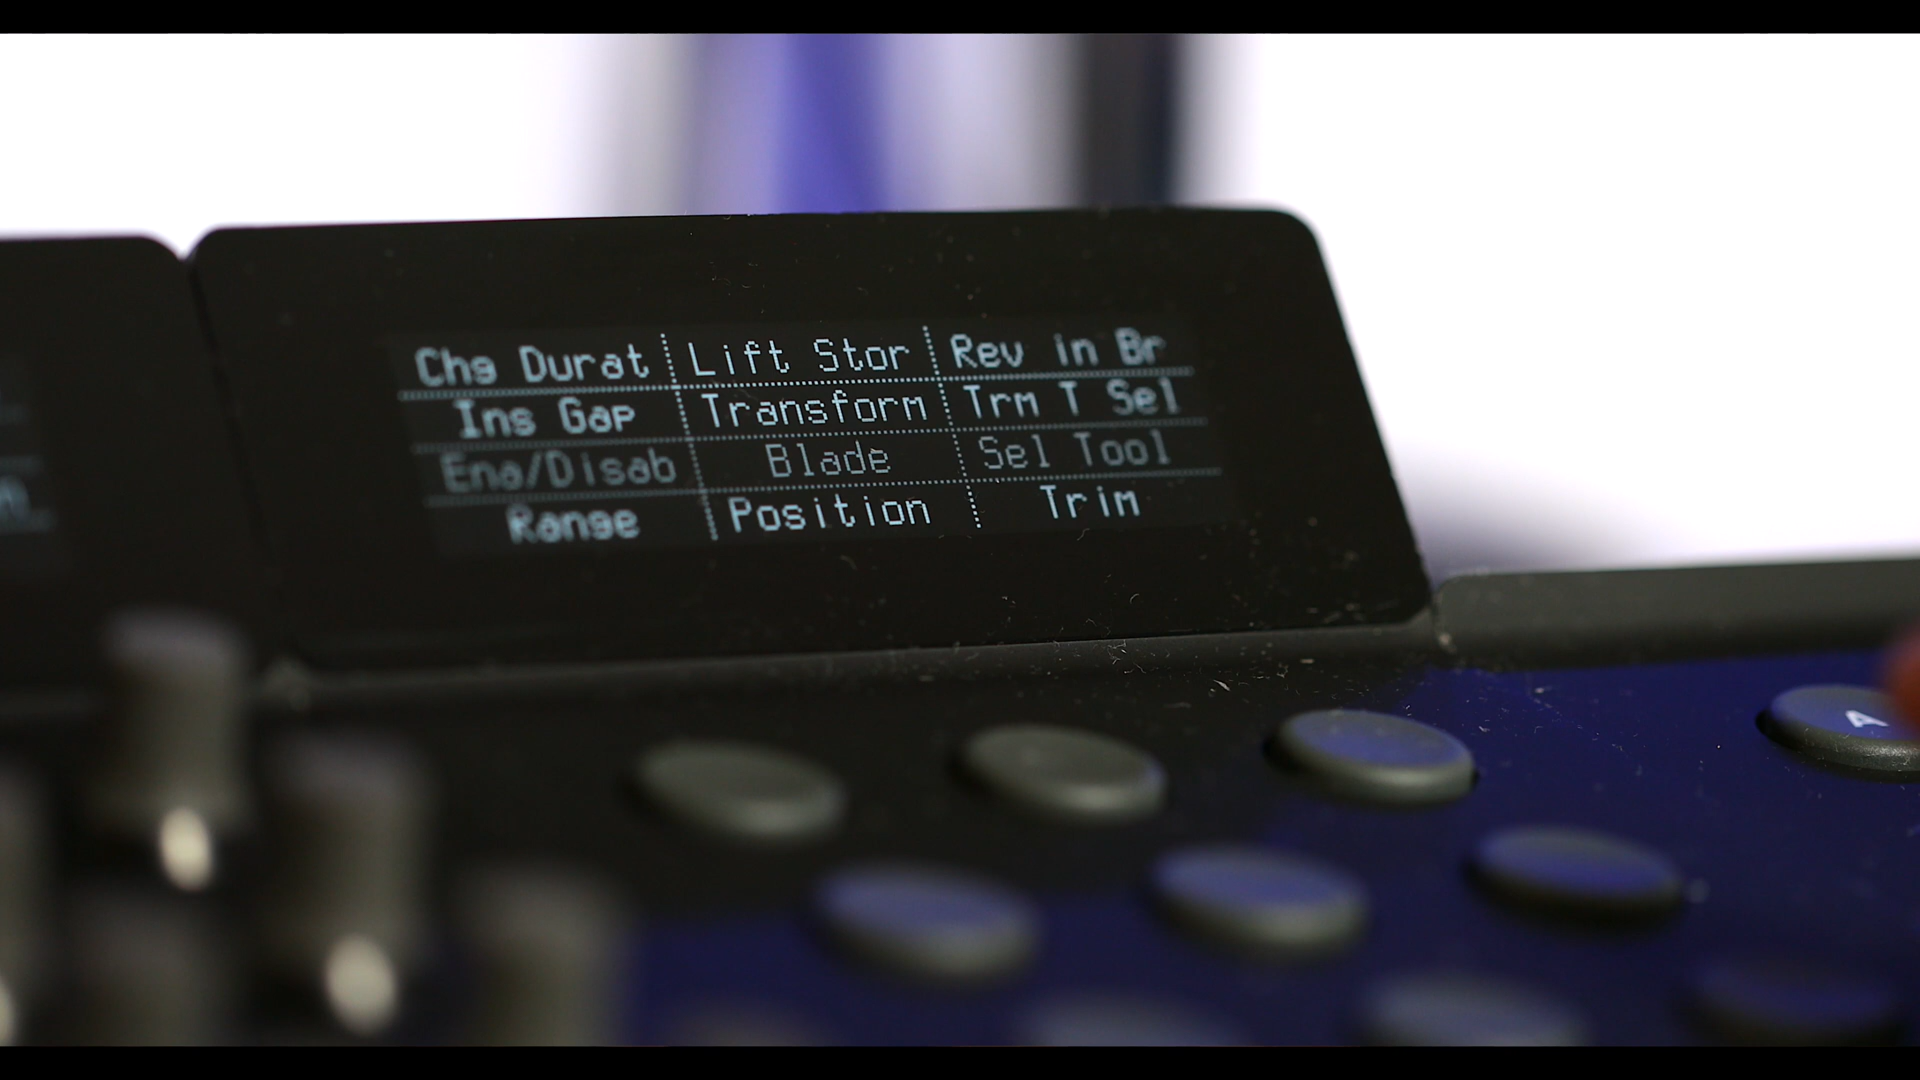 Chg Durat Lift Stor Rev in Br
Ins Gap Transform Trm T Sel
Ena/Disab Blade Sel Tool
Range Position Trim
A